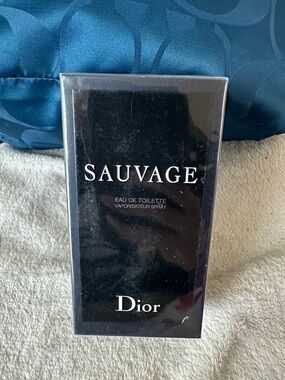 SAUVAGE
EAU DE TOILETTE
VAPORISATEUR SPRAY
Dior